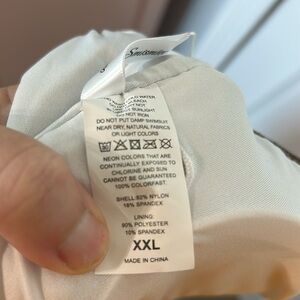 DO NOT IRON
DO NOT PUT DAMP SWIMSUIT
NEAR DRY, NATURAL FABRICS
OR LIGHT COLORS
NEON COLORS THAT ARE
CONTINUALLY EXPOSED TO
CHLORINE AND SUN
CANNOT BE GUARANTEED
100% COLORFAST.
SHELL:82% NYLON
18% SPANDEX
LINING:
90% POLYESTER
10% SPANDEX
XXL
MADE IN CHINA